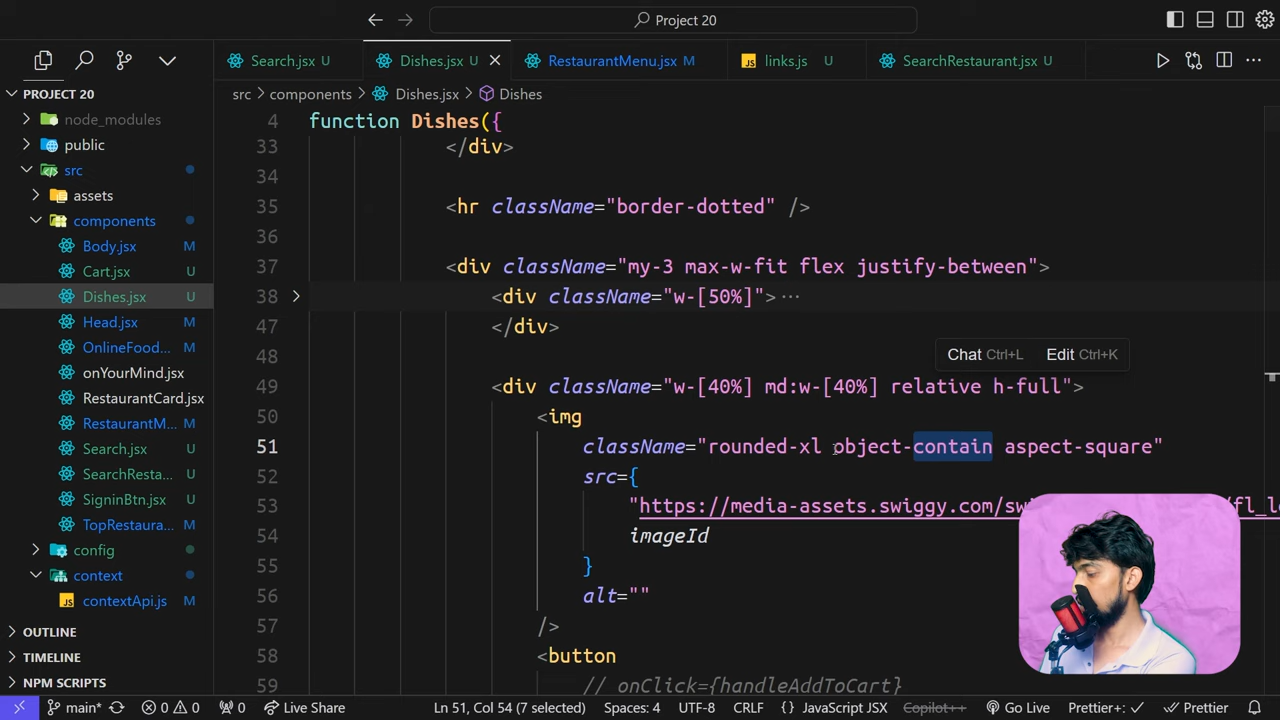 Project 20
Search.jsx U
Dishes.jsx U
RestaurantMenu.jsx M
JS links.js U
SearchRestaurant.jsx U
PROJECT 20
node_modules
public
src
assets
components
Body.jsx M
Cart.jsx U
Dishes.jsx U
Head.jsx M
OnlineFood... M
onYourMind.jsx
RestaurantCard.jsx
RestaurantM... M
Search.jsx U
SearchResta... U
SigninBtn.jsx U
TopRestaura... M
config
context
JS contextApi.js M
OUTLINE
TIMELINE
NPM SCRIPTS
src > components > Dishes.jsx > Dishes
4 function Dishes({
33 </div>
34
35 <hr className="border-dotted" />
36
37 <div className="my-3 max-w-fit flex justify-between">
38 <div className="w-[50%]"> ...
47 </div>
48
Chat Ctrl+L Edit Ctrl+K
49 <div className="w-[40%] md:w-[40%] relative h-full">
50 <img
51 className="rounded-xl object-contain aspect-square"
52 src={
53 "https://media-assets.swiggy.com/sw /fl_l
54 imageId
55 }
56 alt=""
57 />
58 <button
59 // onClick={handleAddToCart}
main* 0 0 0 Live Share Ln 51, Col 54 (7 selected) Spaces: 4 UTF-8 CRLF {} JavaScript JSX Copilot++ Go Live Prettier+: Prettier